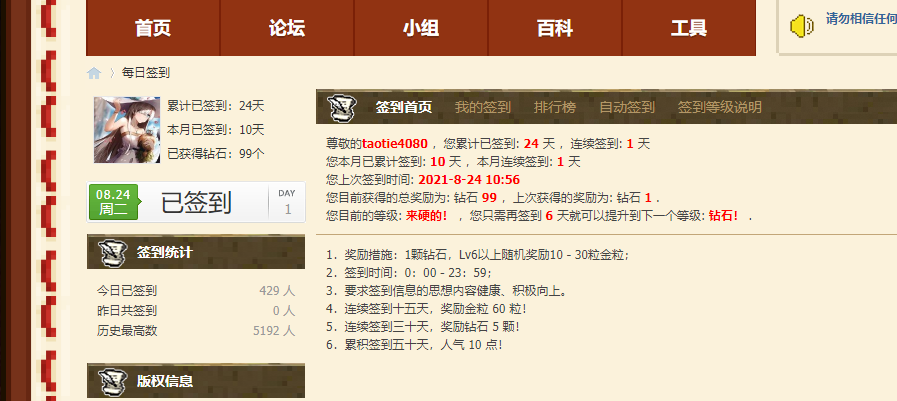 首页 论坛 小组 百科 工具
请勿相信任何
每日签到
累计已签到：24天
本月已签到：10天
已获得钻石：99个
08.24
周二
已签到
DAY
1
签到统计
今日已签到 429 人
昨日共签到 0 人
历史最高数 5192 人
版权信息
签到首页 我的签到 排行榜 自动签到 签到等级说明
尊敬的taotie4080 ，您累计已签到: 24 天 ，连续签到: 1 天
您本月已累计签到: 10 天 ，本月连续签到: 1 天
您上次签到时间: 2021-8-24 10:56
您目前获得的总奖励为: 钻石 99 ，上次获得的奖励为: 钻石 1 .
您目前的等级: 来硬的！ ，您只需再签到 6 天就可以提升到下一个等级: 钻石！ .
1. 奖励措施：1颗钻石，Lv6以上随机奖励10 - 30粒金粒；
2. 签到时间：0：00 - 23：59；
3. 要求签到信息的思想内容健康、积极向上。
4. 连续签到十五天，奖励金粒 60 粒！
5. 连续签到三十天，奖励钻石 5 颗！
6. 累积签到五十天，人气 10 点！